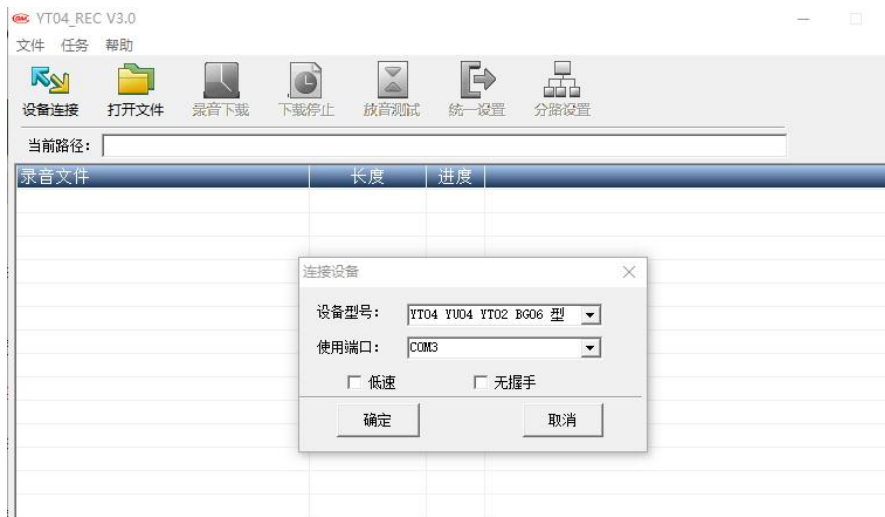 YT04_REC V3.0
文件 任务 帮助
设备连接 打开文件 录音下载 下载停止 放音测试 统一设置 分路设置
当前路径：
录音文件 长度 进度
连接设备
设备型号： YT04 YU04 YT02 BG06 型
使用端口： COM3
低速 无握手
确定 取消